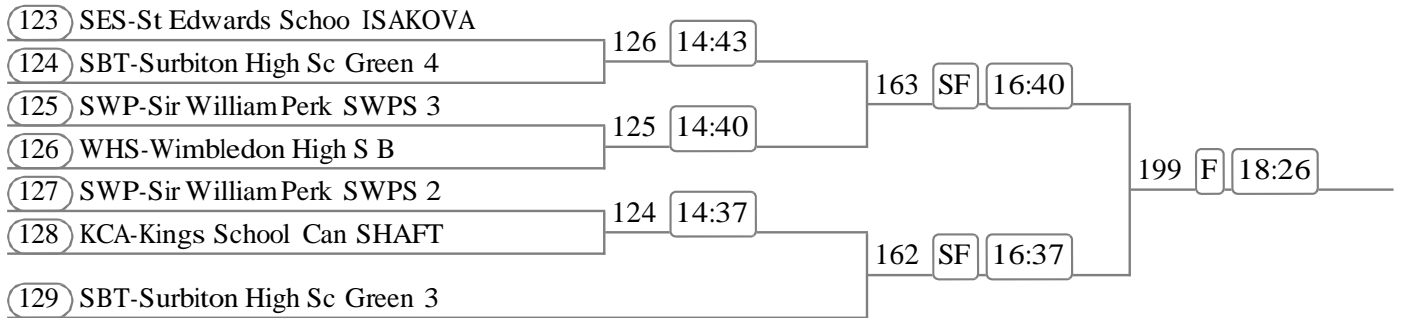 123 SES-St Edwards Schoo ISAKOVA
126 14:43
124 SBT-Surbiton High Sc Green 4
163 SF 16:40
125 SWP-Sir William Perk SWPS 3
125 14:40
126 WHS-Wimbledon High S B
199 F 18:26
127 SWP-Sir William Perk SWPS 2
124 14:37
128 KCA-Kings School Can SHAFT
162 SF 16:37
129 SBT-Surbiton High Sc Green 3